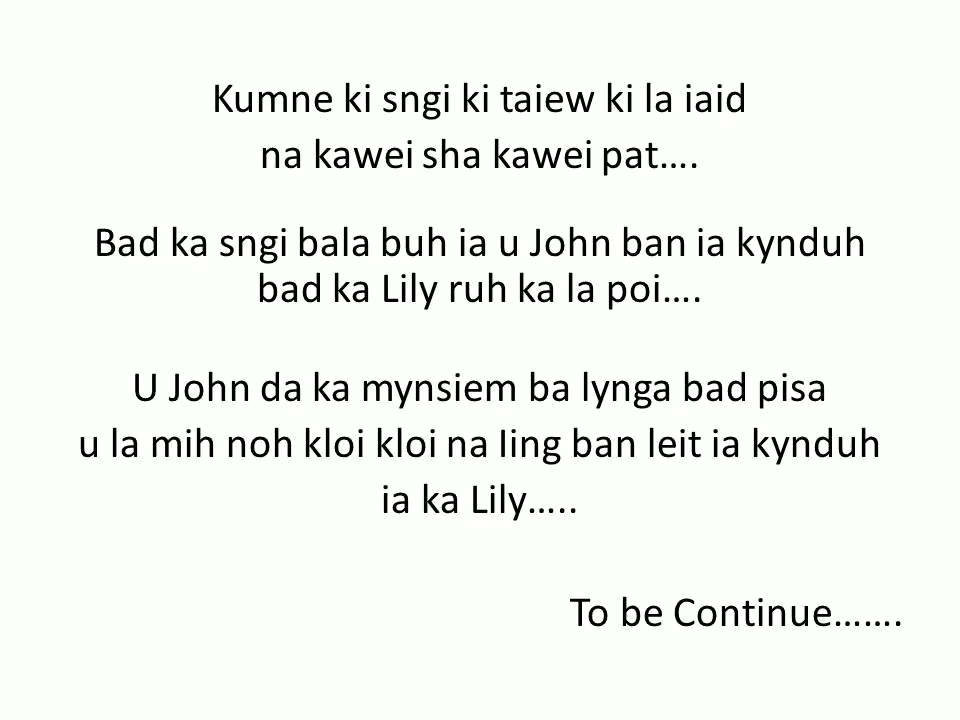 Kumne ki sngi ki taiew ki la iaid
na kawei sha kawei pat….
Bad ka sngi bala buh ia u John ban ia kynduh
bad ka Lily ruh ka la poi….
U John da ka mynsiem ba lynga bad pisa
u la mih noh kloi kloi na Iing ban leit ia kynduh
ia ka Lily…..
To be Continue…….